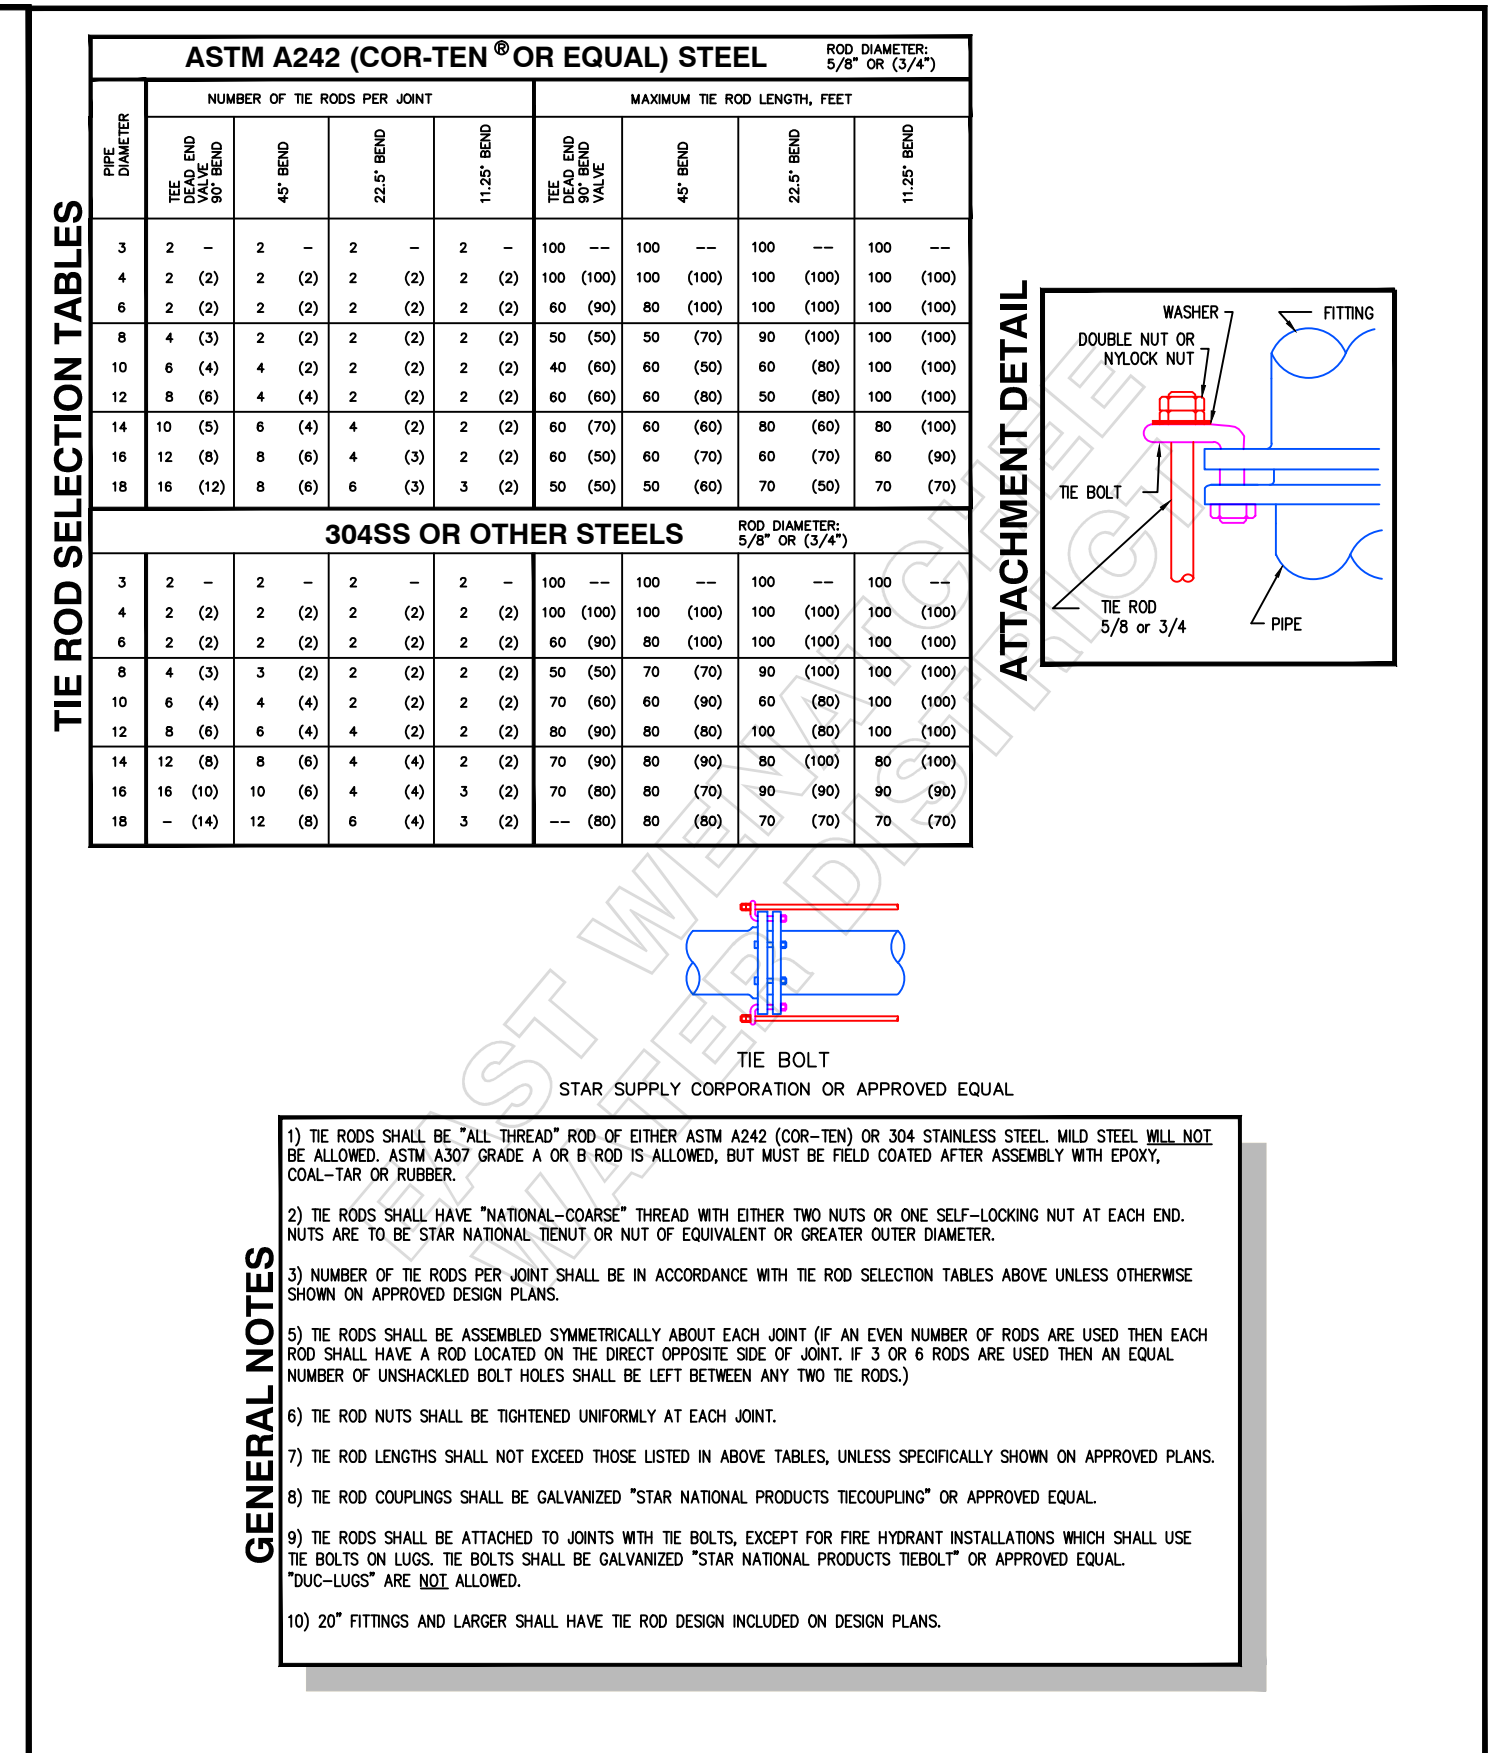 TIE ROD SELECTION TABLES
ASTM A242 (COR-TEN ® OR EQUAL) STEEL
ROD DIAMETER:
5/8" OR (3/4")
PIPE
DIAMETER
NUMBER OF TIE RODS PER JOINT
MAXIMUM TIE ROD LENGTH, FEET
TEE
DEAD END
VALVE
90° BEND
45° BEND
22.5° BEND
11.25° BEND
TEE
DEAD END
90° BEND
VALVE
45° BEND
22.5° BEND
11.25° BEND
3 2 - 2 - 2 - 2 - 100 -- 100 -- 100 -- 100 --
4 2 (2) 2 (2) 2 (2) 2 (2) 100 (100) 100 (100) 100 (100) 100 (100)
6 2 (2) 2 (2) 2 (2) 2 (2) 60 (90) 80 (100) 100 (100) 100 (100)
8 4 (3) 2 (2) 2 (2) 2 (2) 50 (50) 50 (70) 90 (100) 100 (100)
10 6 (4) 4 (2) 2 (2) 2 (2) 40 (60) 60 (50) 60 (80) 100 (100)
12 8 (6) 4 (4) 2 (2) 2 (2) 60 (60) 60 (80) 50 (80) 100 (100)
14 10 (5) 6 (4) 4 (2) 2 (2) 60 (70) 60 (60) 80 (60) 80 (100)
16 12 (8) 8 (6) 4 (3) 2 (2) 60 (50) 60 (70) 60 (70) 60 (90)
18 16 (12) 8 (6) 6 (3) 3 (2) 50 (50) 50 (60) 70 (50) 70 (70)
304SS OR OTHER STEELS
ROD DIAMETER:
5/8" OR (3/4")
3 2 - 2 - 2 - 2 - 100 -- 100 -- 100 -- 100 --
4 2 (2) 2 (2) 2 (2) 2 (2) 100 (100) 100 (100) 100 (100) 100 (100)
6 2 (2) 2 (2) 2 (2) 2 (2) 60 (90) 80 (100) 100 (100) 100 (100)
8 4 (3) 3 (2) 2 (2) 2 (2) 50 (50) 70 (70) 90 (100) 100 (100)
10 6 (4) 4 (4) 2 (2) 2 (2) 70 (60) 60 (90) 60 (80) 100 (100)
12 8 (6) 6 (4) 4 (2) 2 (2) 80 (90) 80 (80) 100 (80) 100 (100)
14 12 (8) 8 (6) 4 (4) 2 (2) 70 (90) 80 (90) 80 (100) 80 (100)
16 16 (10) 10 (6) 4 (4) 3 (2) 70 (80) 80 (70) 90 (90) 90 (90)
18 - (14) 12 (8) 6 (4) 3 (2) -- (80) 80 (80) 70 (70) 70 (70)
ATTACHMENT DETAIL
WASHER
FITTING
DOUBLE NUT OR
NYLOCK NUT
TIE BOLT
TIE ROD
5/8 or 3/4
PIPE
EAST WENATCHEE
WATER DISTRICT
TIE BOLT
STAR SUPPLY CORPORATION OR APPROVED EQUAL
GENERAL NOTES
1) TIE RODS SHALL BE "ALL THREAD" ROD OF EITHER ASTM A242 (COR-TEN) OR 304 STAINLESS STEEL. MILD STEEL WILL NOT
BE ALLOWED. ASTM A307 GRADE A OR B ROD IS ALLOWED, BUT MUST BE FIELD COATED AFTER ASSEMBLY WITH EPOXY,
COAL-TAR OR RUBBER.
2) TIE RODS SHALL HAVE "NATIONAL-COARSE" THREAD WITH EITHER TWO NUTS OR ONE SELF-LOCKING NUT AT EACH END.
NUTS ARE TO BE STAR NATIONAL TIENUT OR NUT OF EQUIVALENT OR GREATER OUTER DIAMETER.
3) NUMBER OF TIE RODS PER JOINT SHALL BE IN ACCORDANCE WITH TIE ROD SELECTION TABLES ABOVE UNLESS OTHERWISE
SHOWN ON APPROVED DESIGN PLANS.
5) TIE RODS SHALL BE ASSEMBLED SYMMETRICALLY ABOUT EACH JOINT (IF AN EVEN NUMBER OF RODS ARE USED THEN EACH
ROD SHALL HAVE A ROD LOCATED ON THE DIRECT OPPOSITE SIDE OF JOINT. IF 3 OR 6 RODS ARE USED THEN AN EQUAL
NUMBER OF UNSHACKLED BOLT HOLES SHALL BE LEFT BETWEEN ANY TWO TIE RODS.)
6) TIE ROD NUTS SHALL BE TIGHTENED UNIFORMLY AT EACH JOINT.
7) TIE ROD LENGTHS SHALL NOT EXCEED THOSE LISTED IN ABOVE TABLES, UNLESS SPECIFICALLY SHOWN ON APPROVED PLANS.
8) TIE ROD COUPLINGS SHALL BE GALVANIZED "STAR NATIONAL PRODUCTS TIECOUPLING" OR APPROVED EQUAL.
9) TIE RODS SHALL BE ATTACHED TO JOINTS WITH TIE BOLTS, EXCEPT FOR FIRE HYDRANT INSTALLATIONS WHICH SHALL USE
TIE BOLTS ON LUGS. TIE BOLTS SHALL BE GALVANIZED "STAR NATIONAL PRODUCTS TIEBOLT" OR APPROVED EQUAL.
"DUC-LUGS" ARE NOT ALLOWED.
10) 20" FITTINGS AND LARGER SHALL HAVE TIE ROD DESIGN INCLUDED ON DESIGN PLANS.